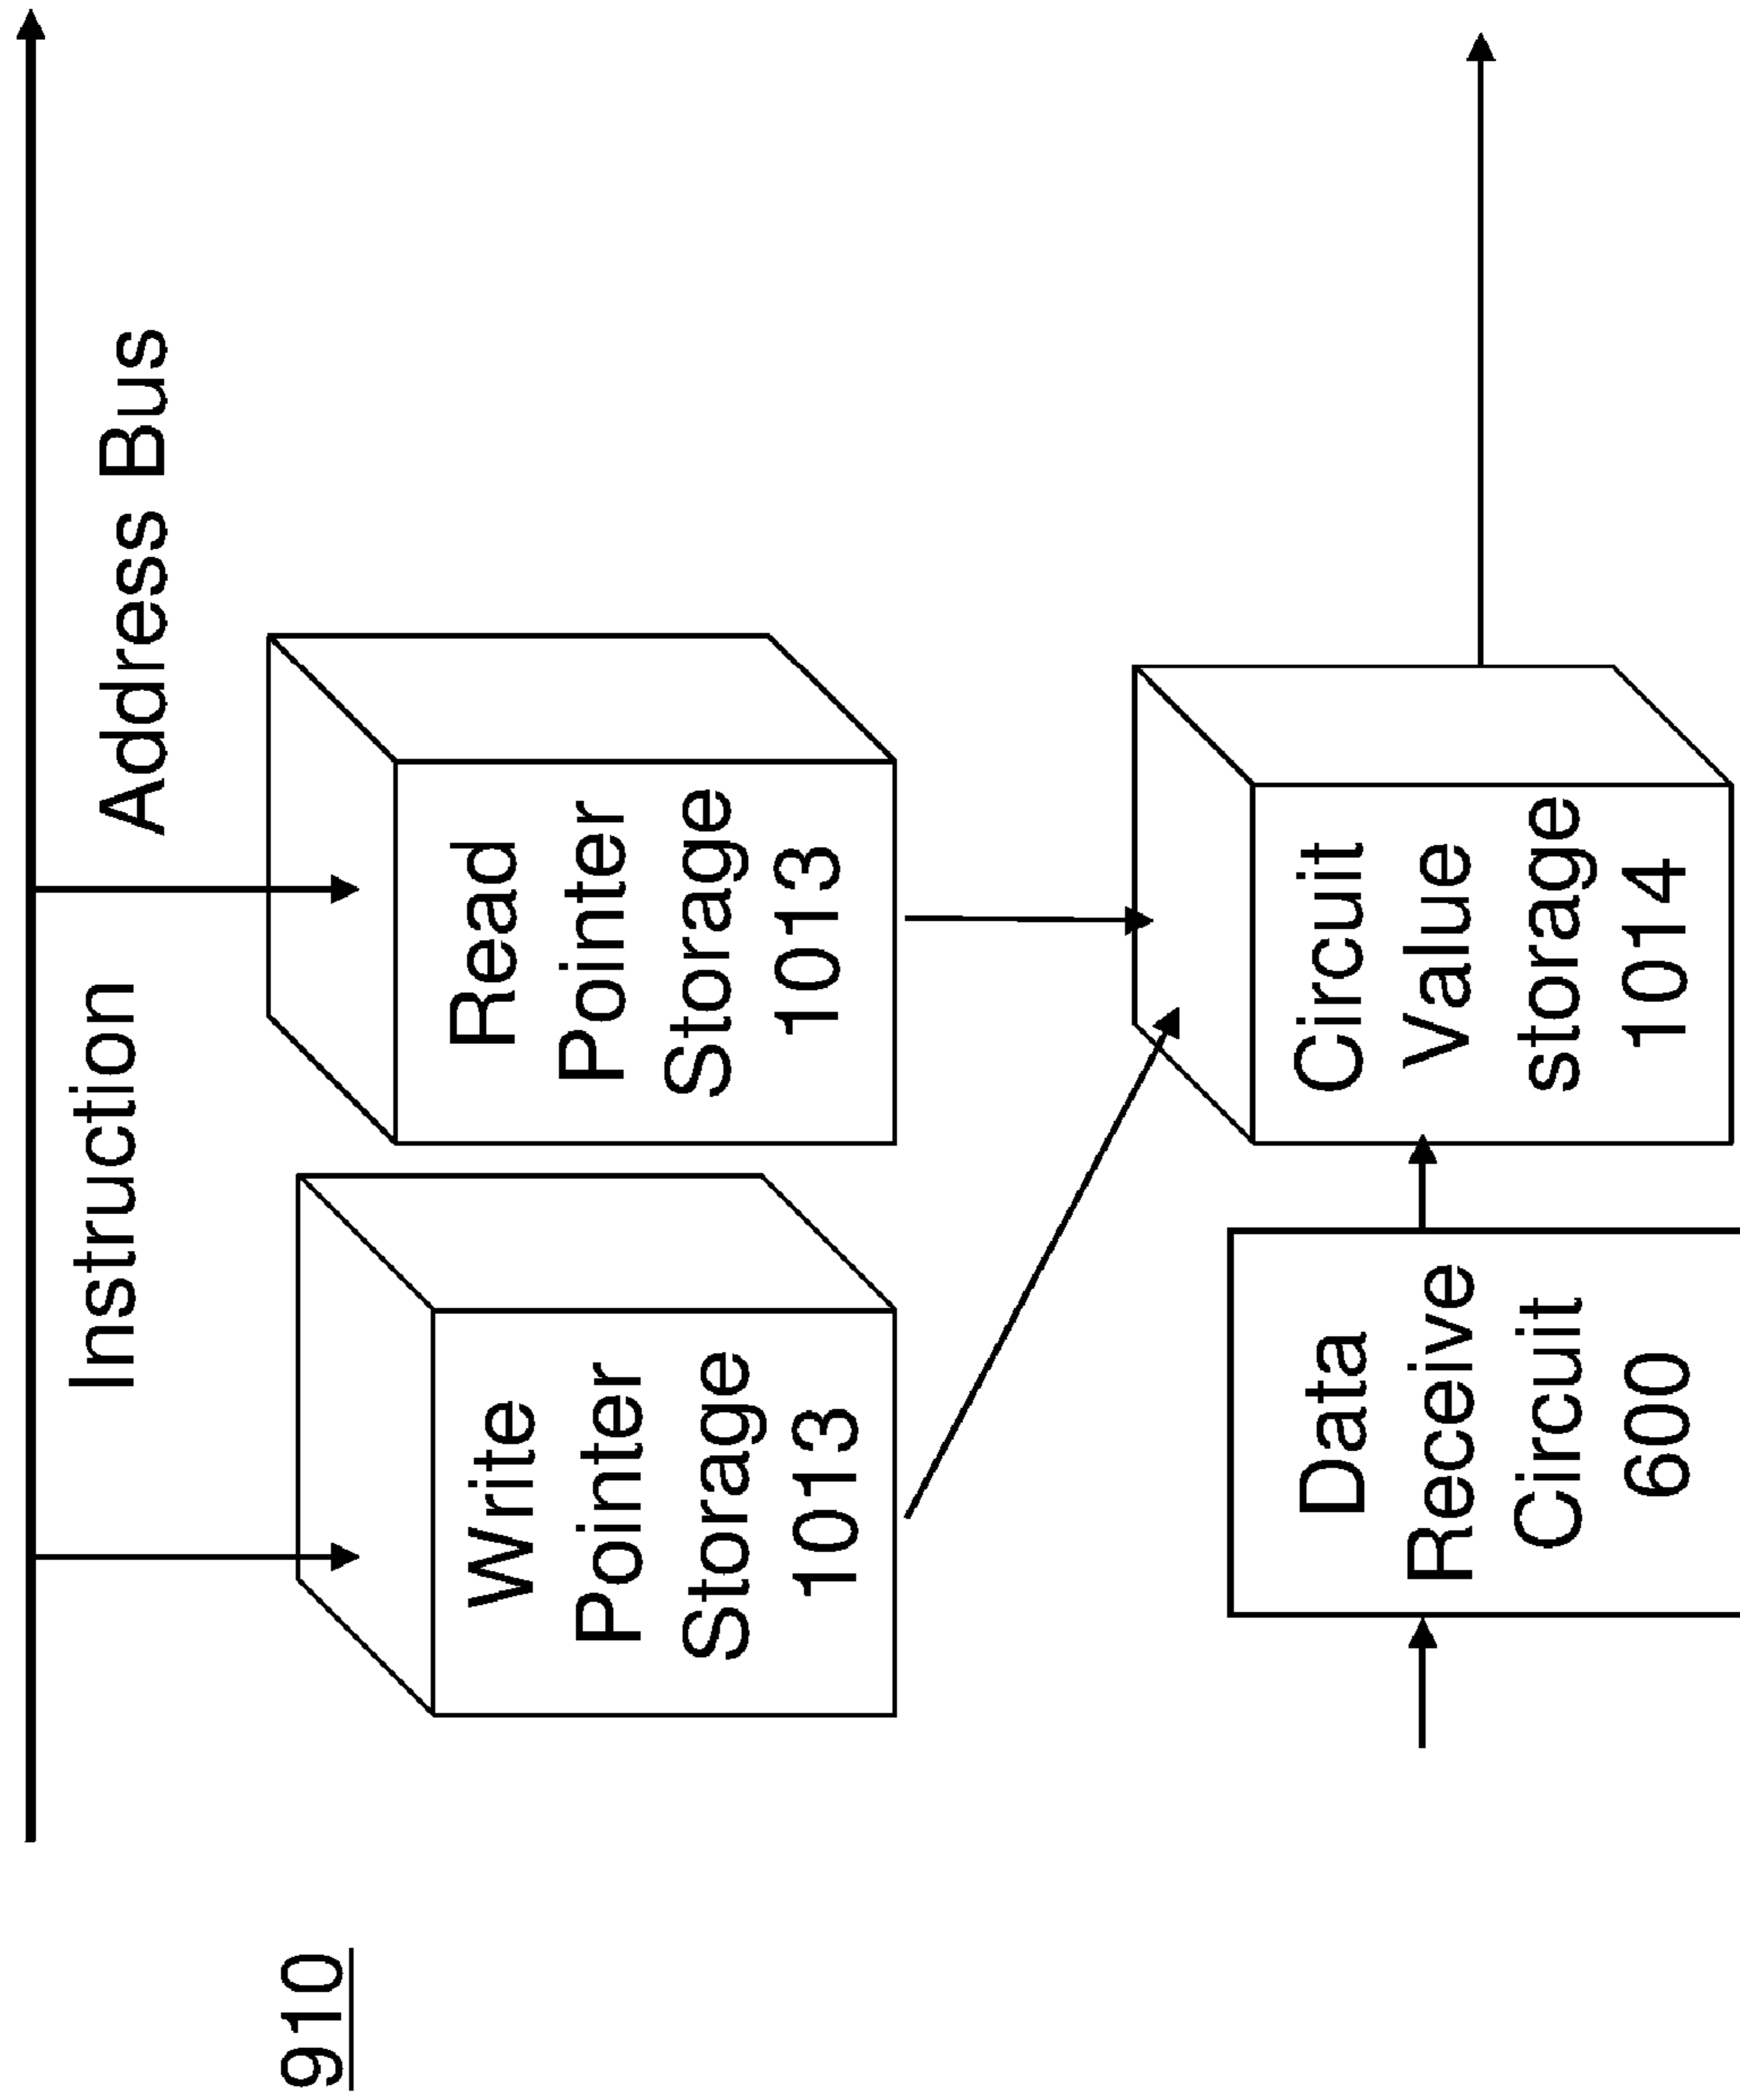 910
Instruction Address Bus
Write
Pointer
Storage
1013
Read
Pointer
Storage
1013
Data
Receive
Circuit
600
Circuit
Value
storage
1014